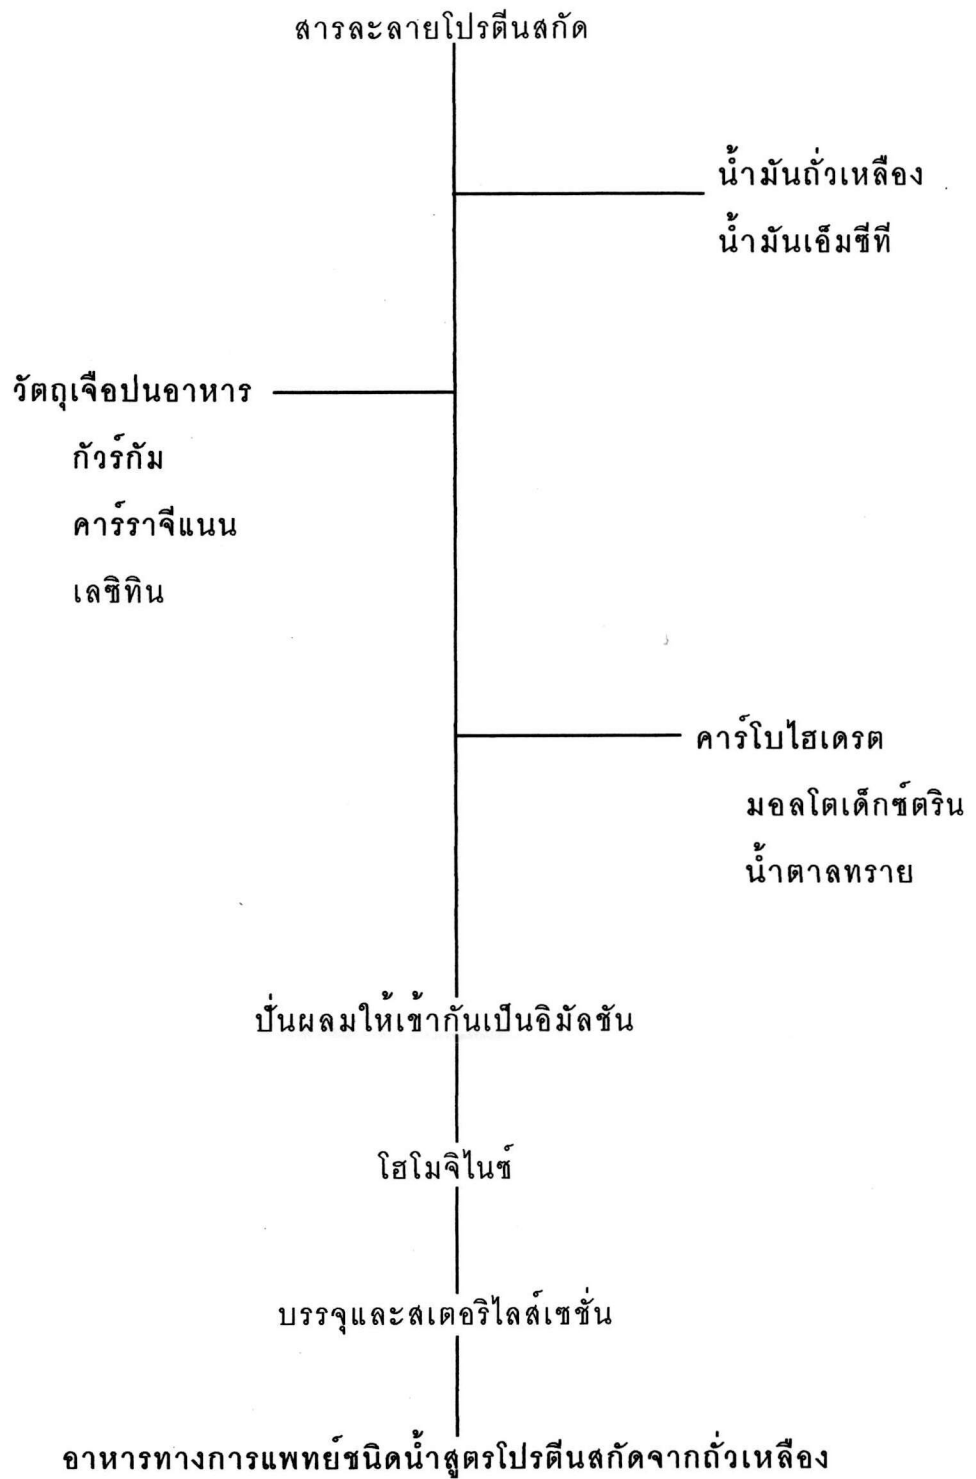 สารละลายโปรตีนสกัด
น้ำมันถั่วเหลือง
น้ำมันเอ็มซีที
วัตถุเจือปนอาหาร
กัวร์กัม
คาร์ราจีแนน
เลซิทิน
คาร์โบไฮเดรต
มอลโตเด็กซ์ตริน
น้ำตาลทราย
ปั่นผสมให้เข้ากันเป็นอิมัลชัน
โฮโมจิไนซ์
บรรจุและสเตอริไลส์เซชั่น
อาหารทางการแพทย์ชนิดน้ำสูตรโปรตีนสกัดจากถั่วเหลือง